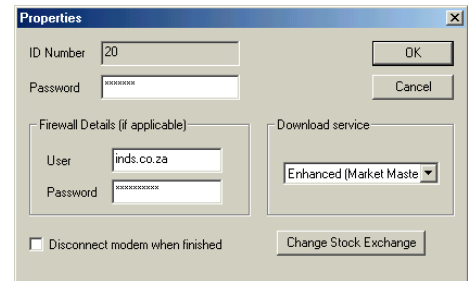 Properties
ID Number 20 OK
Password ******* Cancel
Firewall Details (if applicable) Download service
User inds.co.za
Enhanced (Market Maste
Password **********
Disconnect modem when finished Change Stock Exchange